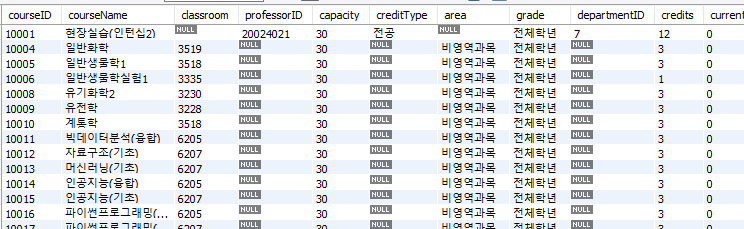 courseID courseName classroom professorID capacity creditType area grade departmentID credits current
10001 현장실습(인턴십2) NULL 20024021 30 전공 NULL 전체학년 7 12 0
10004 일반화학 3519 NULL 30 NULL 비영역과목 전체학년 NULL 3 0
10005 일반생물학1 3518 NULL 30 NULL 비영역과목 전체학년 NULL 3 0
10006 일반생물학실험1 3335 NULL 30 NULL 비영역과목 전체학년 NULL 1 0
10008 유기화학2 3230 NULL 30 NULL 비영역과목 전체학년 NULL 3 0
10009 유전학 3228 NULL 30 NULL 비영역과목 전체학년 NULL 3 0
10010 계통학 3518 NULL 30 NULL 비영역과목 전체학년 NULL 3 0
10011 빅데이터분석(융합) 6205 NULL 30 NULL 비영역과목 전체학년 NULL 3 0
10012 자료구조(기초) 6207 NULL 30 NULL 비영역과목 전체학년 NULL 3 0
10013 머신러닝(기초) 6207 NULL 30 NULL 비영역과목 전체학년 NULL 3 0
10014 인공지능(융합) 6205 NULL 30 NULL 비영역과목 전체학년 NULL 3 0
10015 인공지능(기초) 6207 NULL 30 NULL 비영역과목 전체학년 NULL 3 0
10016 파이썬프로그래밍(... 6205 NULL 30 NULL 비영역과목 전체학년 NULL 3 0
10017 파이썬프로그래밍(... 6207 NULL 30 NULL 비영역과목 전체학년 NULL 3 0